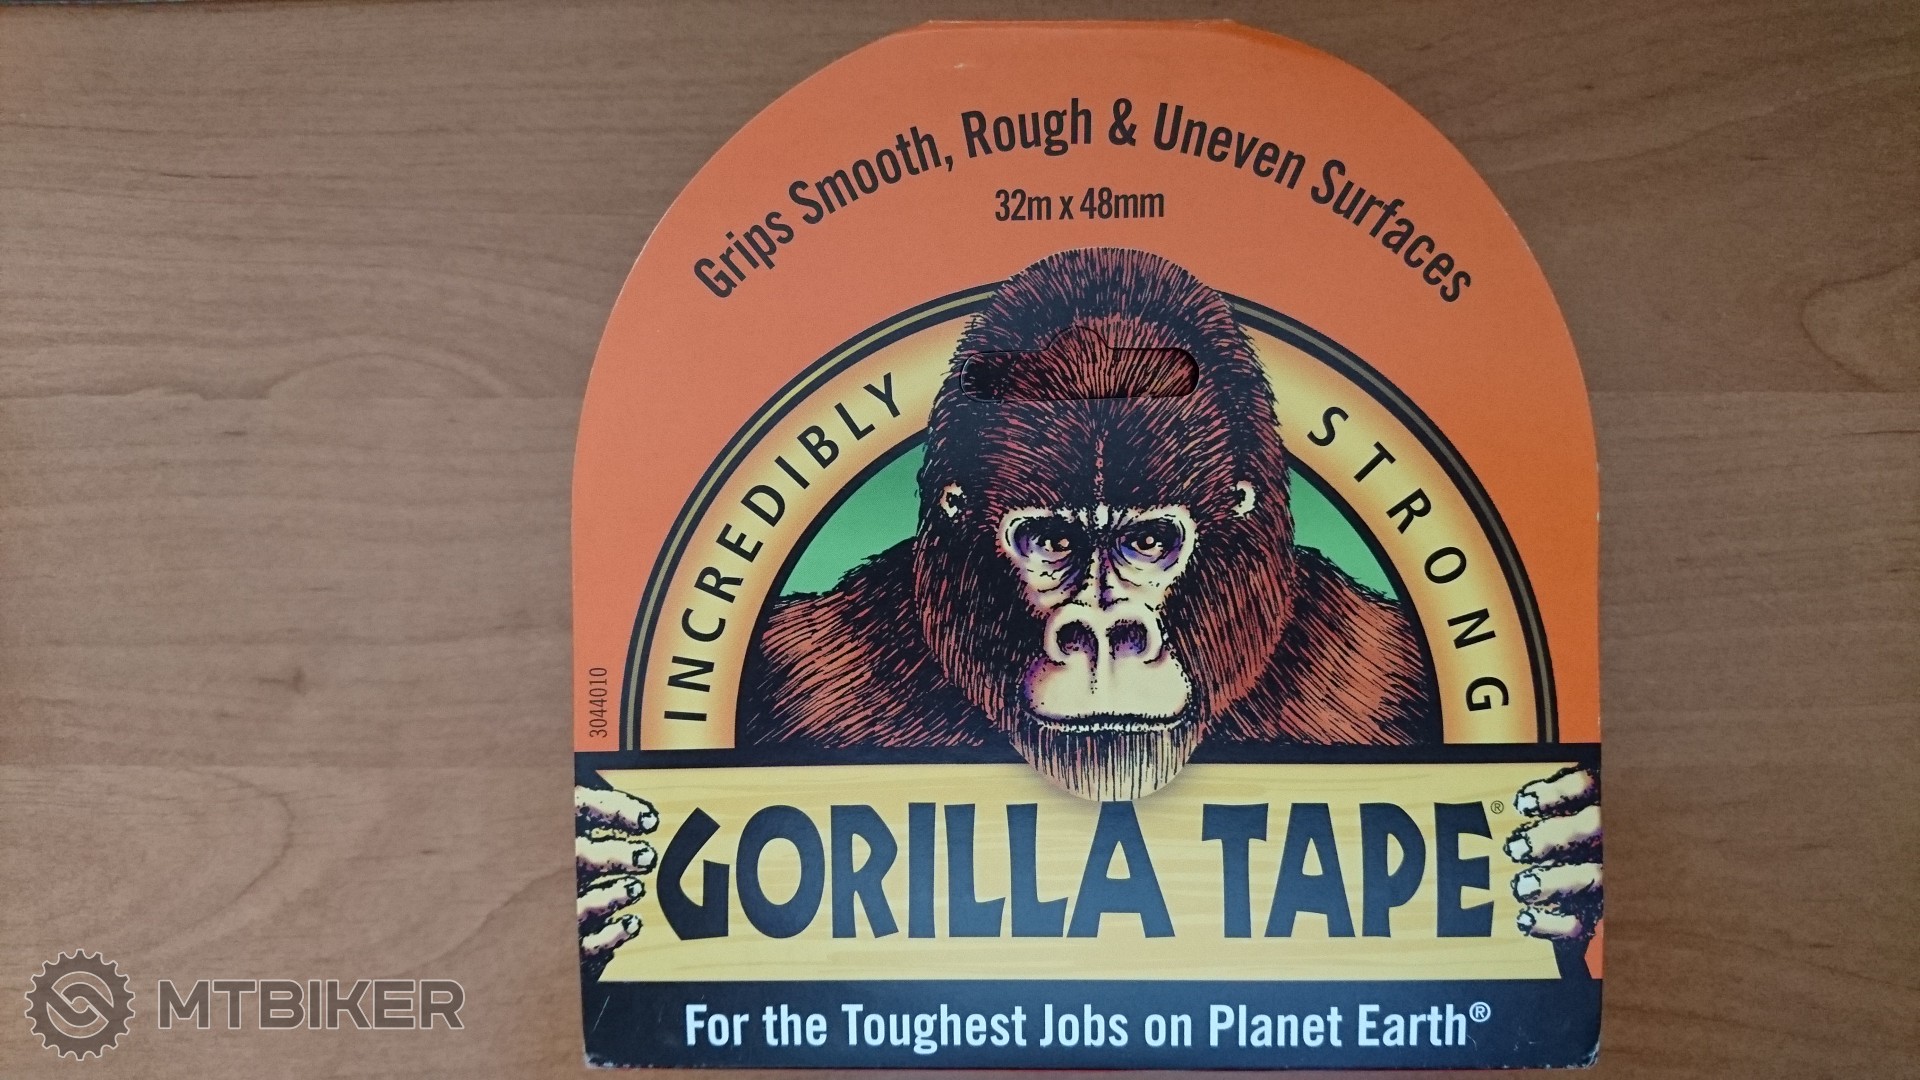 Grips Smooth, Rough & Uneven Surfaces
32m x 48mm
INCREDIBLY STRONG
3044010
GORILLA TAPE®
For the Toughest Jobs on Planet Earth®
MTBIKER